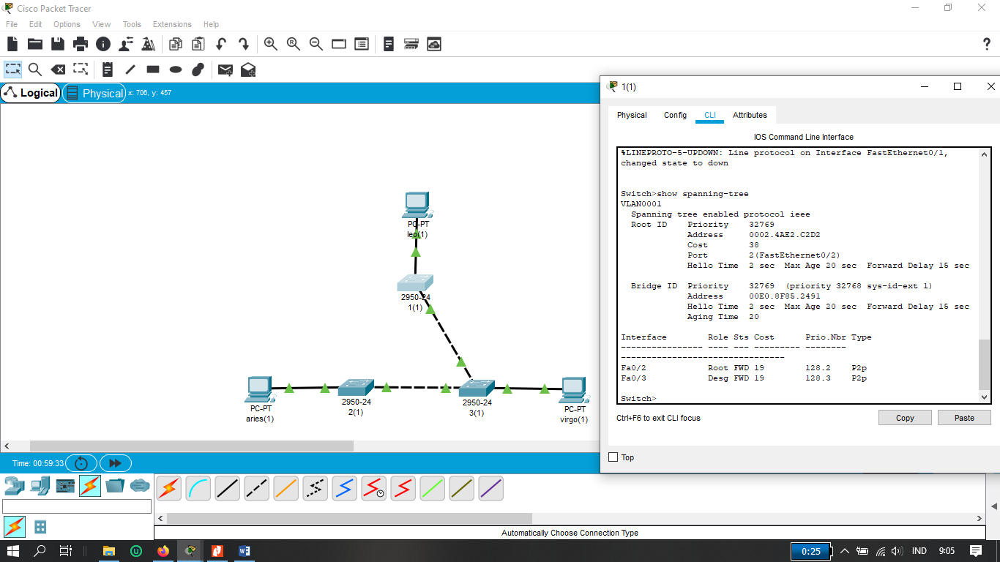 Cisco Packet Tracer
File Edit Options View Tools Extensions Help
Logical
Physical
x: 706, y: 457
1(1)
Physical Config CLI Attributes
IOS Command Line Interface
%LINEPROTO-5-UPDOWN: Line protocol on Interface FastEthernet0/1,
changed state to down
Switch>show spanning-tree
VLAN0001
Spanning tree enabled protocol ieee
Root ID Priority 32769
Address 0002.4AE2.C2D2
Cost 38
Port 2(FastEthernet0/2)
Hello Time 2 sec Max Age 20 sec Forward Delay 15 sec
Bridge ID Priority 32769 (priority 32768 sys-id-ext 1)
Address 00E0.8F85.2491
Hello Time 2 sec Max Age 20 sec Forward Delay 15 sec
Aging Time 20
Interface Role Sts Cost Prio.Nbr Type
---------------- ---- --- --------- --------
--------------------------------
Fa0/2 Root FWD 19 128.2 P2p
Fa0/3 Desg FWD 19 128.3 P2p
Switch>
Ctrl+F6 to exit CLI focus
Copy
Paste
Top
PC-PT
leo(1)
2950-24
1(1)
PC-PT
aries(1)
2950-24
2(1)
2950-24
3(1)
PC-PT
virgo(1)
Time: 00:59:33
Automatically Choose Connection Type
0:25
IND
9:05